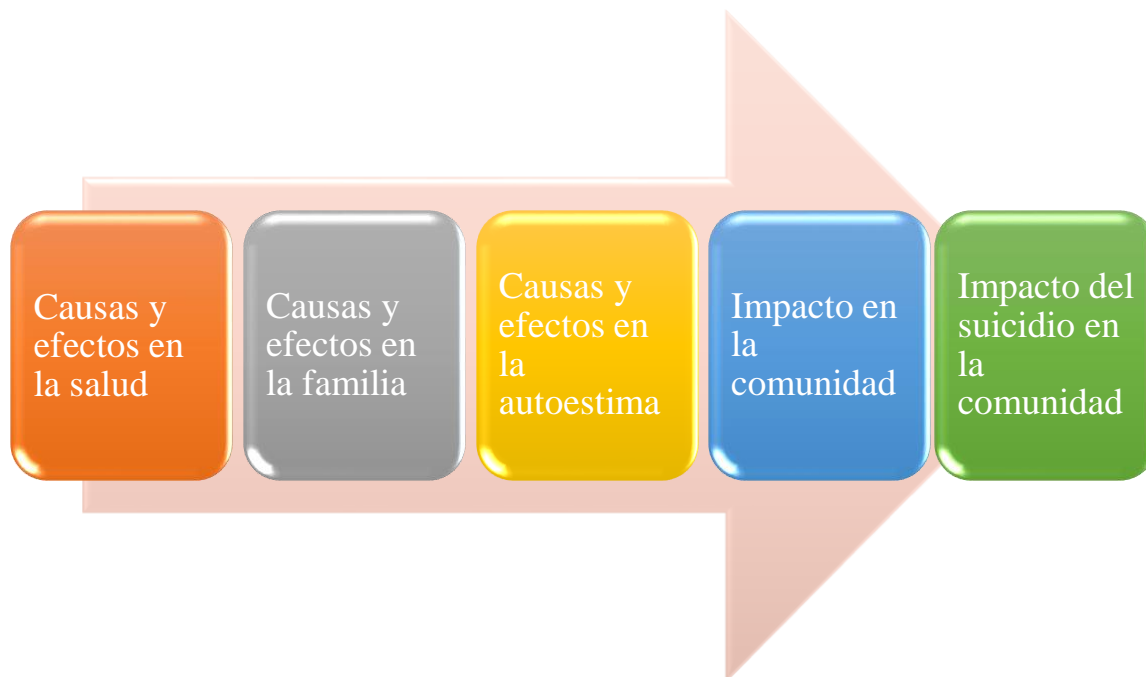 Causas y
efectos en
la salud
Causas y
efectos en
la familia
Causas y
efectos en
la
autoestima
Impacto en
la
comunidad
Impacto del
suicidio en
la
comunidad